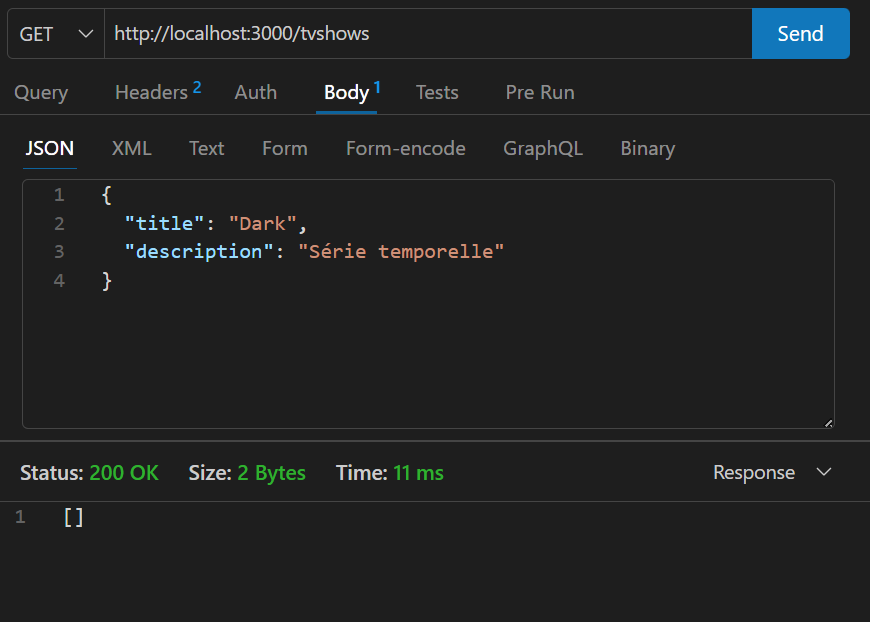 GET http://localhost:3000/tvshows Send
Query Headers 2 Auth Body 1 Tests Pre Run
JSON XML Text Form Form-encode GraphQL Binary
1 {
2 "title": "Dark",
3 "description": "Série temporelle"
4 }
Status: 200 OK Size: 2 Bytes Time: 11 ms Response
1 []